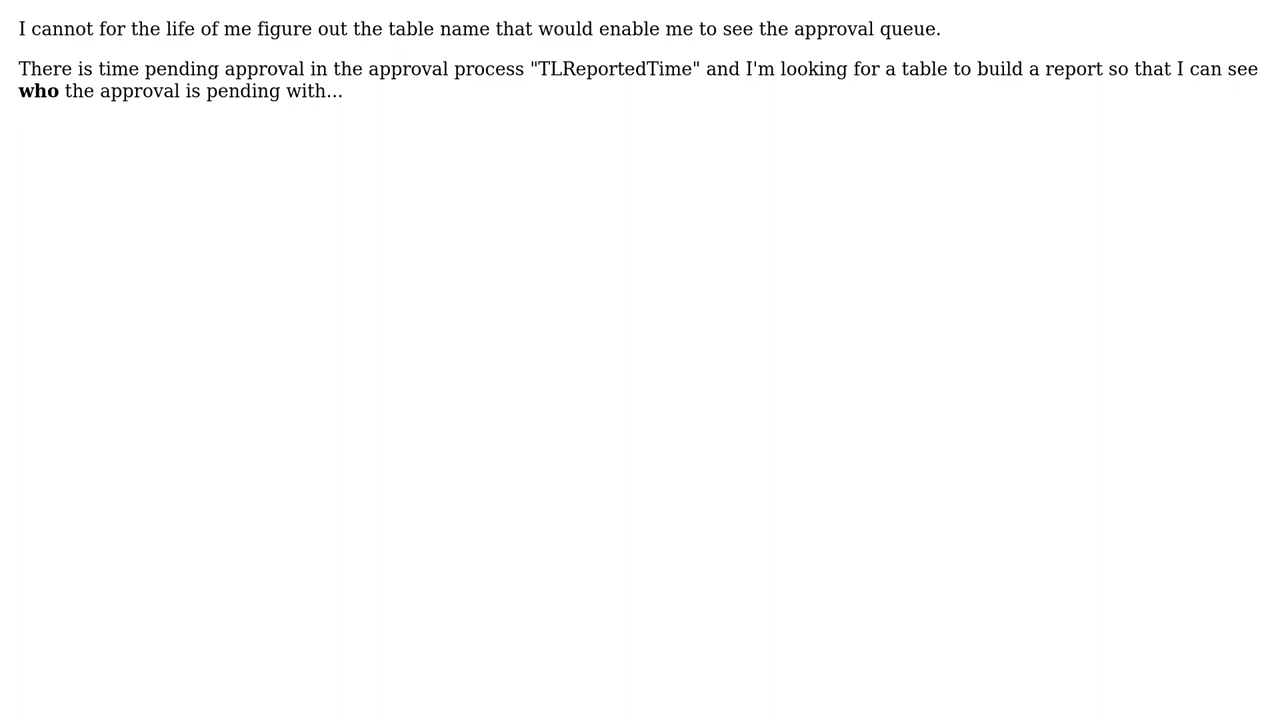 I cannot for the life of me figure out the table name that would enable me to see the approval queue.
There is time pending approval in the approval process "TLReportedTime" and I'm looking for a table to build a report so that I can see
who the approval is pending with...